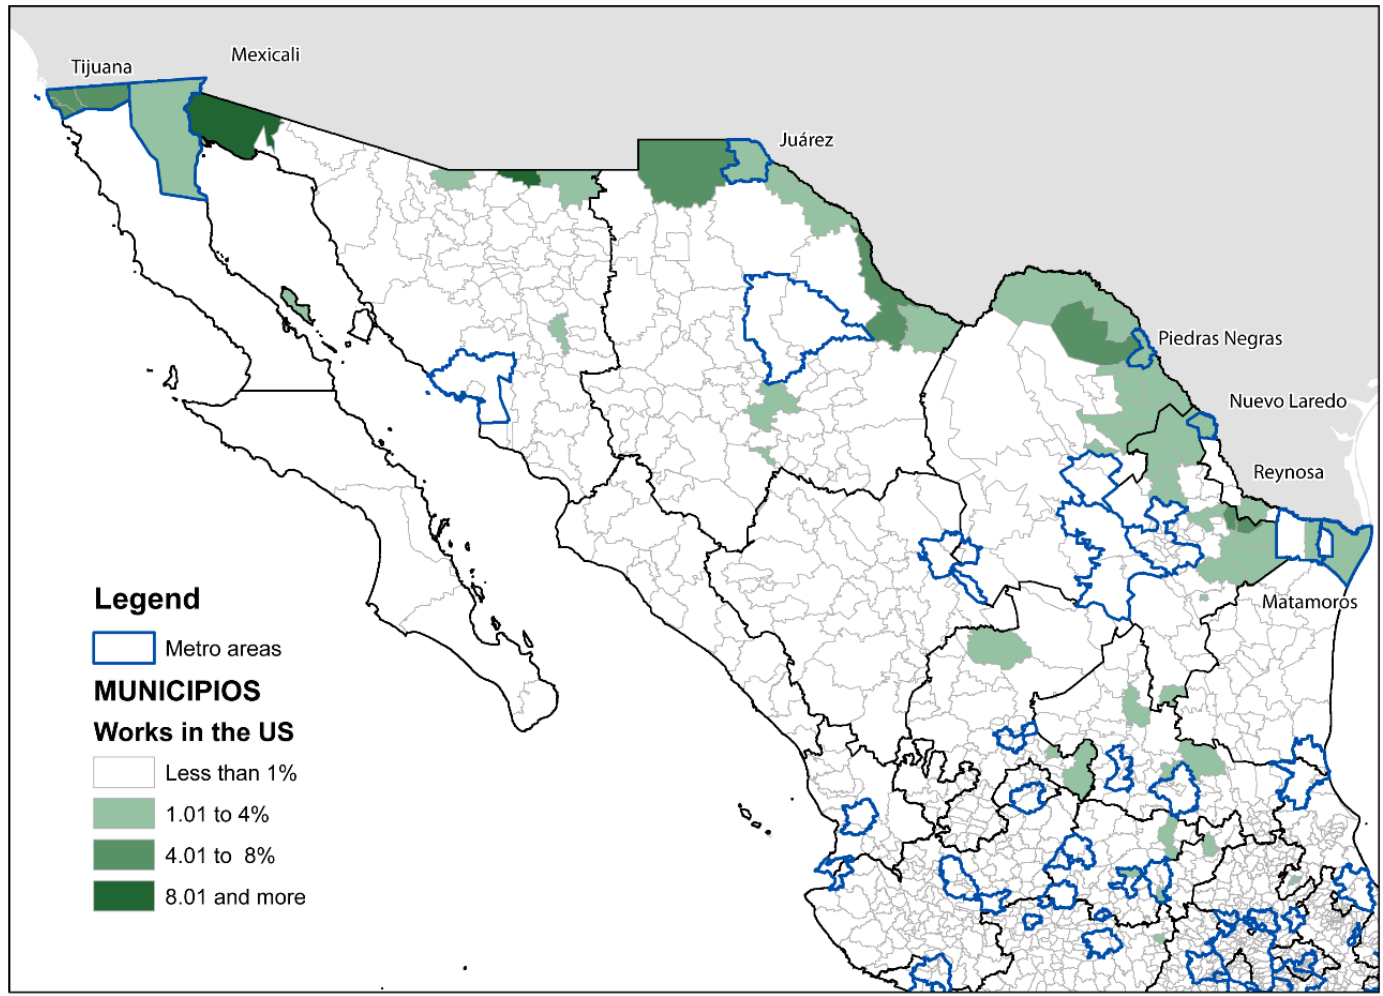 Mexicali
Tijuana
Juárez
Piedras Negras
Nuevo Laredo
Reynosa
Matamoros
Legend
Metro areas
MUNICIPIOS
Works in the US
Less than 1%
1.01 to 4%
4.01 to 8%
8.01 and more